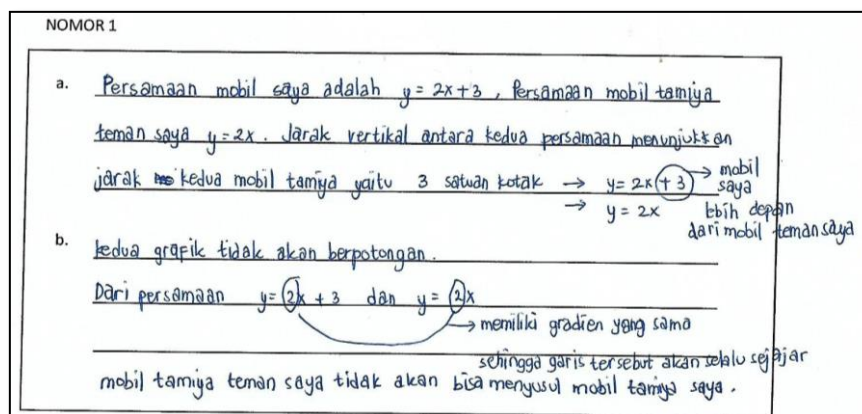 NOMOR 1
a. Persamaan mobil saya adalah y = 2x + 3, Persamaan mobil tamiya
teman saya y = 2x. Jarak vertikal antara kedua persamaan menunjukkan
jarak kedua mobil tamiya yaitu 3 satuan kotak → y = 2x + 3 → mobil saya
→ y = 2x lebih depan
dari mobil teman saya
b. kedua grafik tidak akan berpotongan.
Dari persamaan y = 2x + 3 dan y = 2x
→ memiliki gradien yang sama
sehingga garis tersebut akan selalu sejajar
mobil tamiya teman saya tidak akan bisa menyusul mobil tamiya saya.